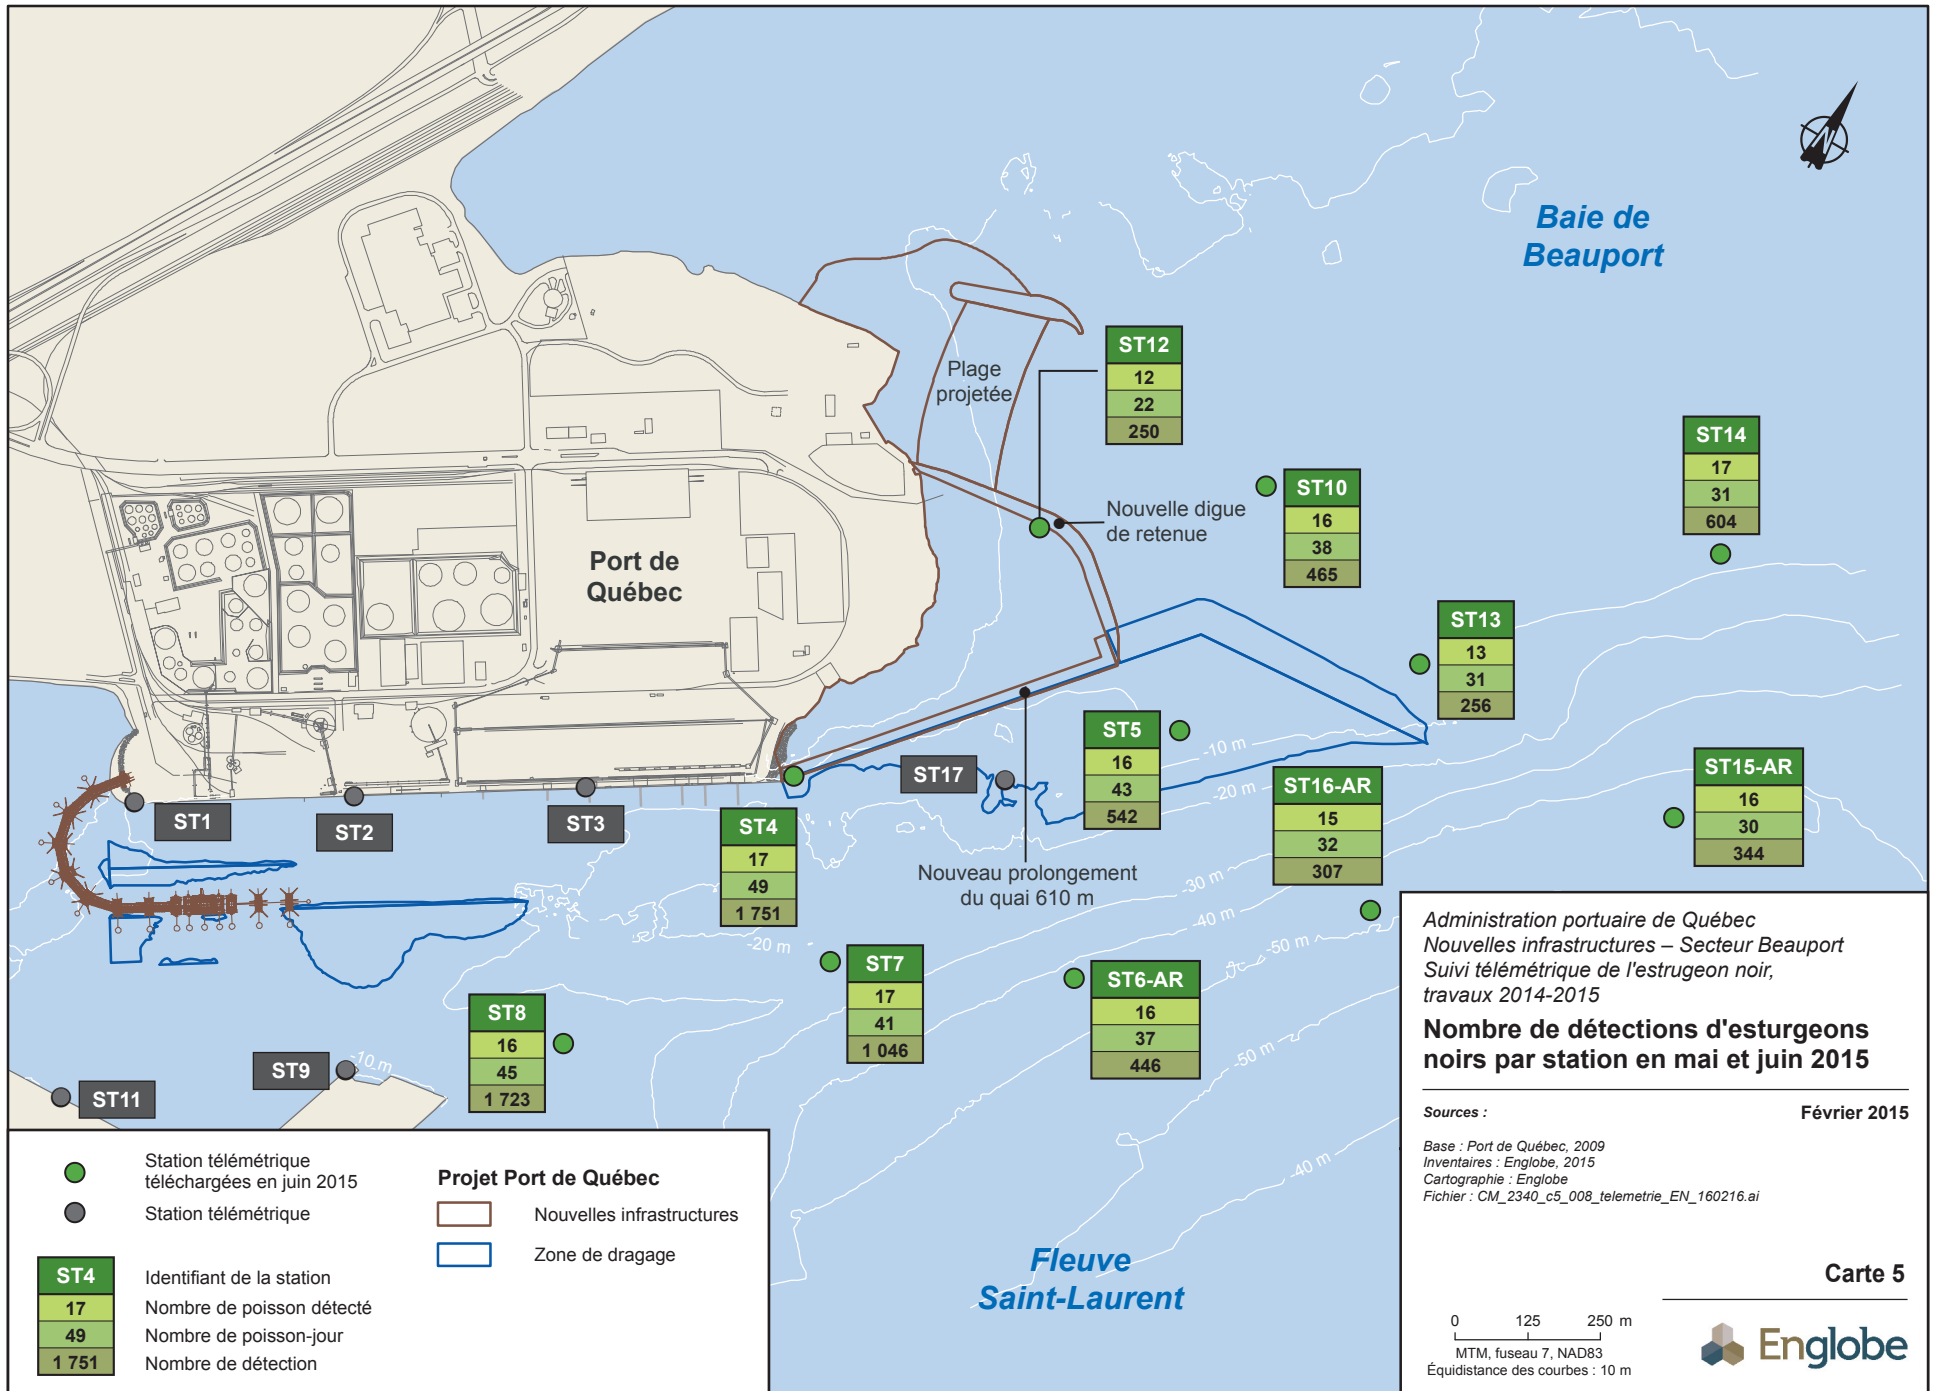 Baie de
Beauport
Plage
projetée
ST12
12
22
250
ST14
17
31
604
ST10
16
38
465
Nouvelle digue
de retenue
Port de
Québec
ST13
13
31
256
ST5
16
43
542
-10 m
ST17
ST15-AR
16
30
344
ST16-AR
15
32
307
-20 m
ST1
ST2
ST3
ST4
17
49
1 751
Nouveau prolongement
du quai 610 m
-30 m
-40 m
-50 m
-20 m
ST7
17
41
1 046
ST6-AR
16
37
446
ST8
16
45
1 723
ST9
-10 m
ST11
-50 m
-40 m
Fleuve
Saint-Laurent
Station télémétrique
téléchargées en juin 2015
Station télémétrique
ST4
Identifiant de la station
17
Nombre de poisson détecté
49
Nombre de poisson-jour
1 751
Nombre de détection
Projet Port de Québec
Nouvelles infrastructures
Zone de dragage
Administration portuaire de Québec
Nouvelles infrastructures – Secteur Beauport
Suivi télémétrique de l'estrugeon noir,
travaux 2014-2015
Nombre de détections d'esturgeons
noirs par station en mai et juin 2015
Sources :
Février 2015
Base : Port de Québec, 2009
Inventaires : Englobe, 2015
Cartographie : Englobe
Fichier : CM_2340_c5_008_telemetrie_EN_160216.ai
Carte 5
0 125 250 m
MTM, fuseau 7, NAD83
Équidistance des courbes : 10 m
Englobe